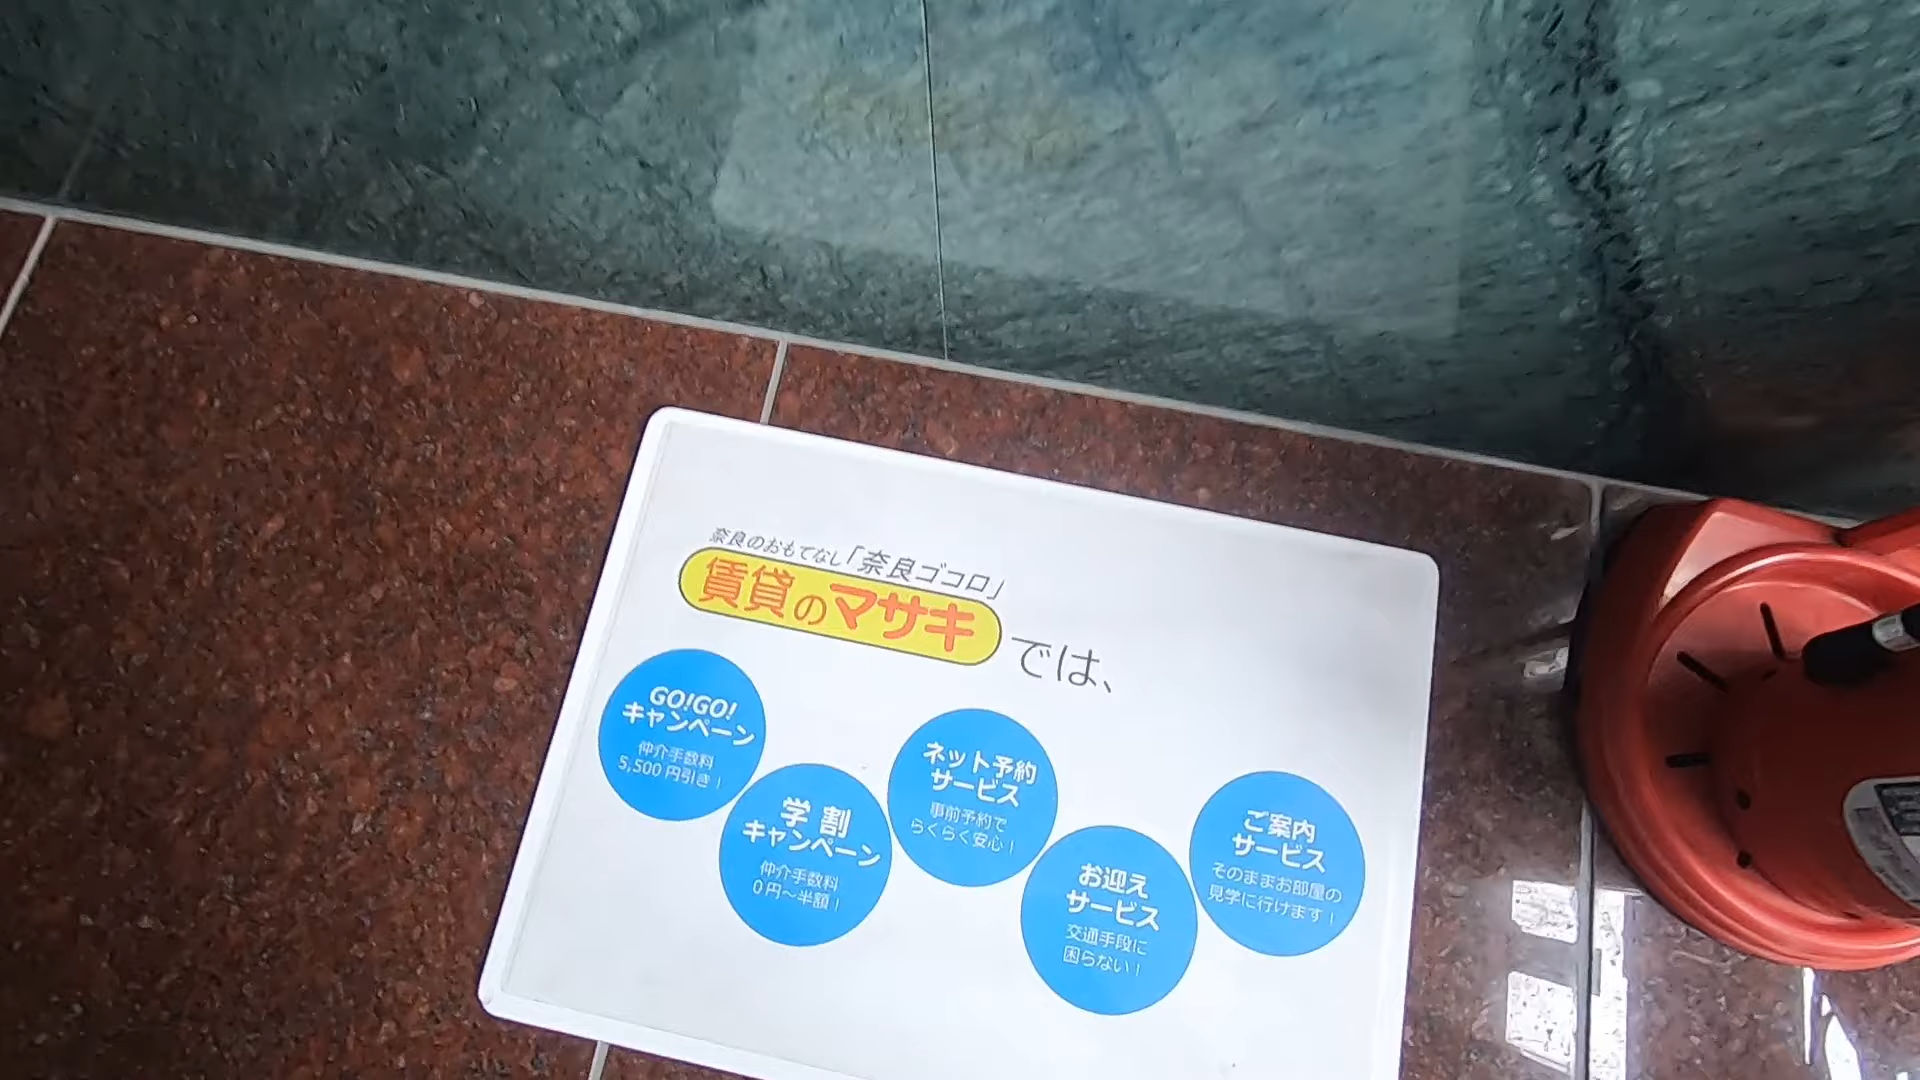 奈良のおもてなし「奈良ゴコロ」
賃貸のマサキ
では、
GO!GO!
キャンペーン
仲介手数料
5,500円引き!
学割
キャンペーン
仲介手数料
0円〜半額!
ネット予約
サービス
事前予約で
らくらく安心!
お迎え
サービス
交通手段に
困らない!
ご案内
サービス
そのままお部屋の
見学に行けます!